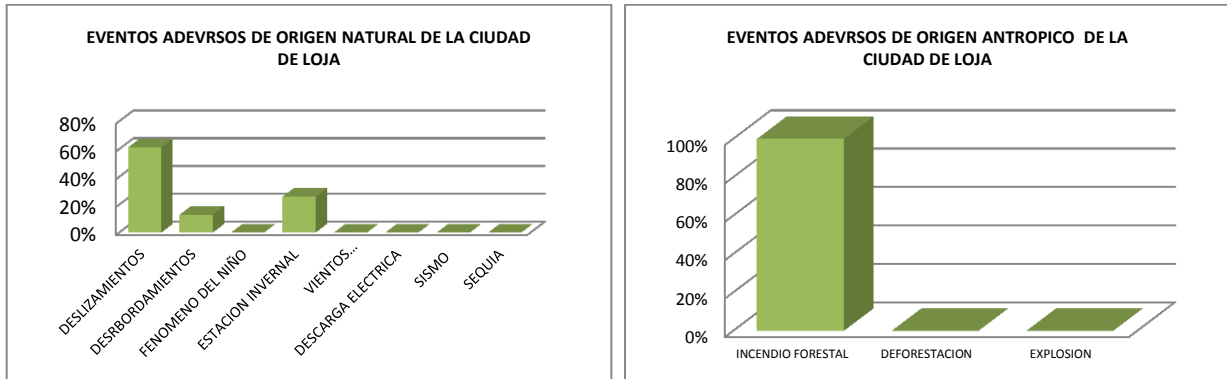 EVENTOS ADEVRSOS DE ORIGEN NATURAL DE LA CIUDAD
DE LOJA
80%
60%
40%
20%
0%
DESLIZAMIENTOS
DESRBORDAMIENTOS
FENOMENO DEL NIÑO
ESTACION INVERNAL
VIENTOS...
DESCARGA ELECTRICA
SISMO
SEQUIA
EVENTOS ADEVRSOS DE ORIGEN ANTROPICO DE LA
CIUDAD DE LOJA
100%
80%
60%
40%
20%
0%
INCENDIO FORESTAL
DEFORESTACION
EXPLOSION